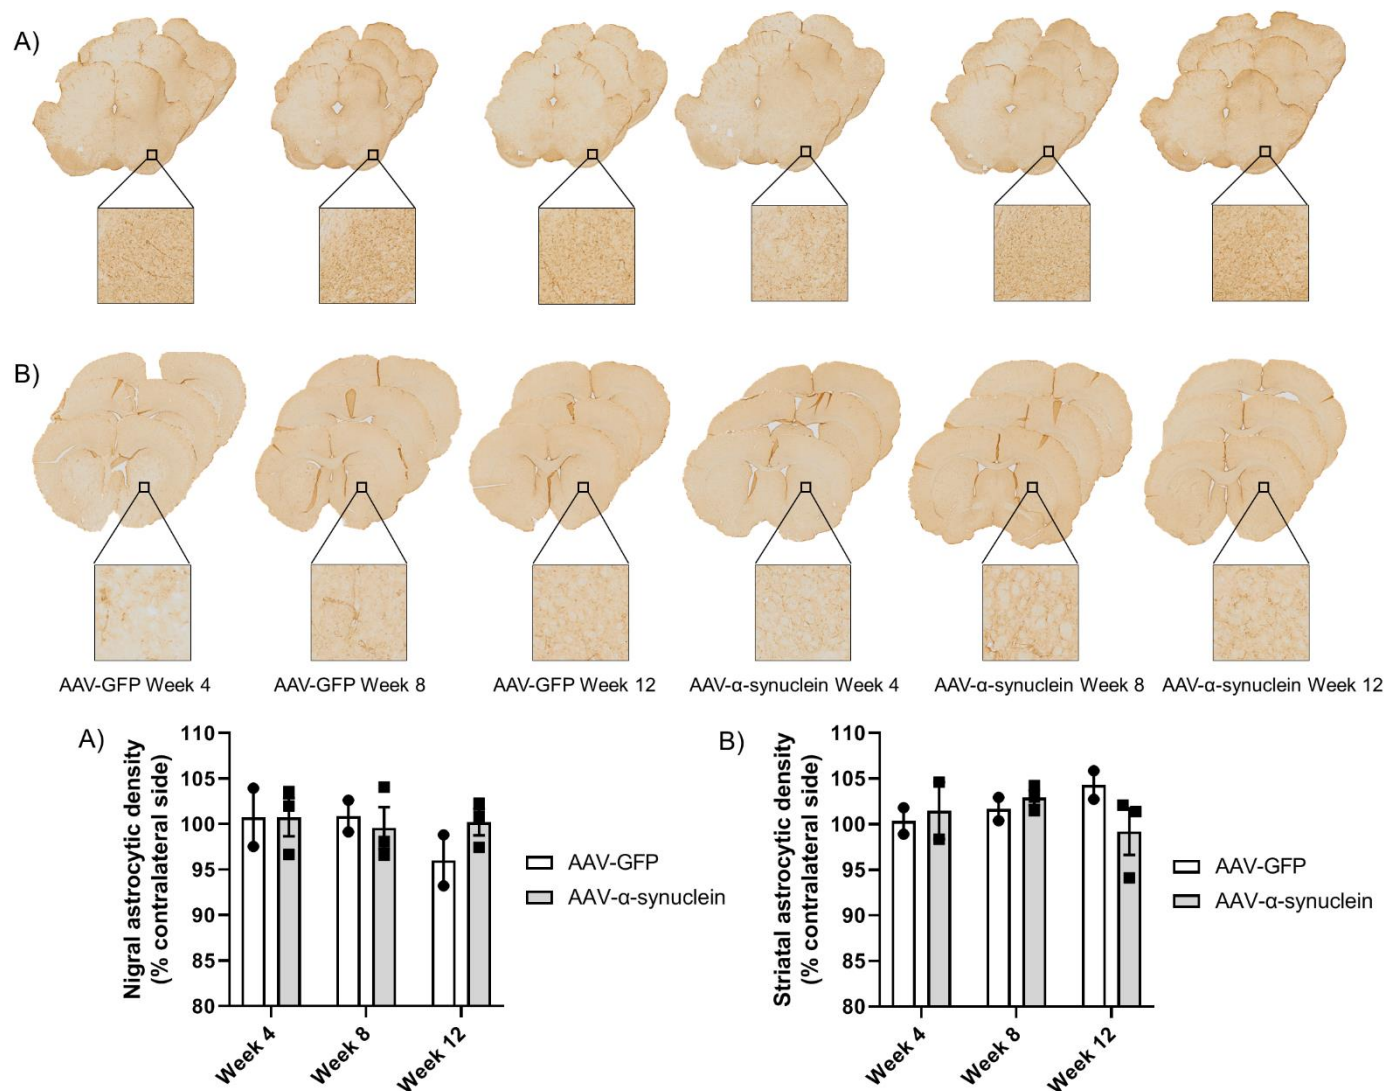 A)
B)
AAV-GFP Week 4
AAV-GFP Week 8
AAV-GFP Week 12
AAV-α-synuclein Week 4
AAV-α-synuclein Week 8
AAV-α-synuclein Week 12
A)
Nigral astrocytic density
(% contralateral side)
110
105
100
95
90
85
80
Week 4
Week 8
Week 12
AAV-GFP
AAV-α-synuclein
B)
Striatal astrocytic density
(% contralateral side)
110
105
100
95
90
85
80
Week 4
Week 8
Week 12
AAV-GFP
AAV-α-synuclein